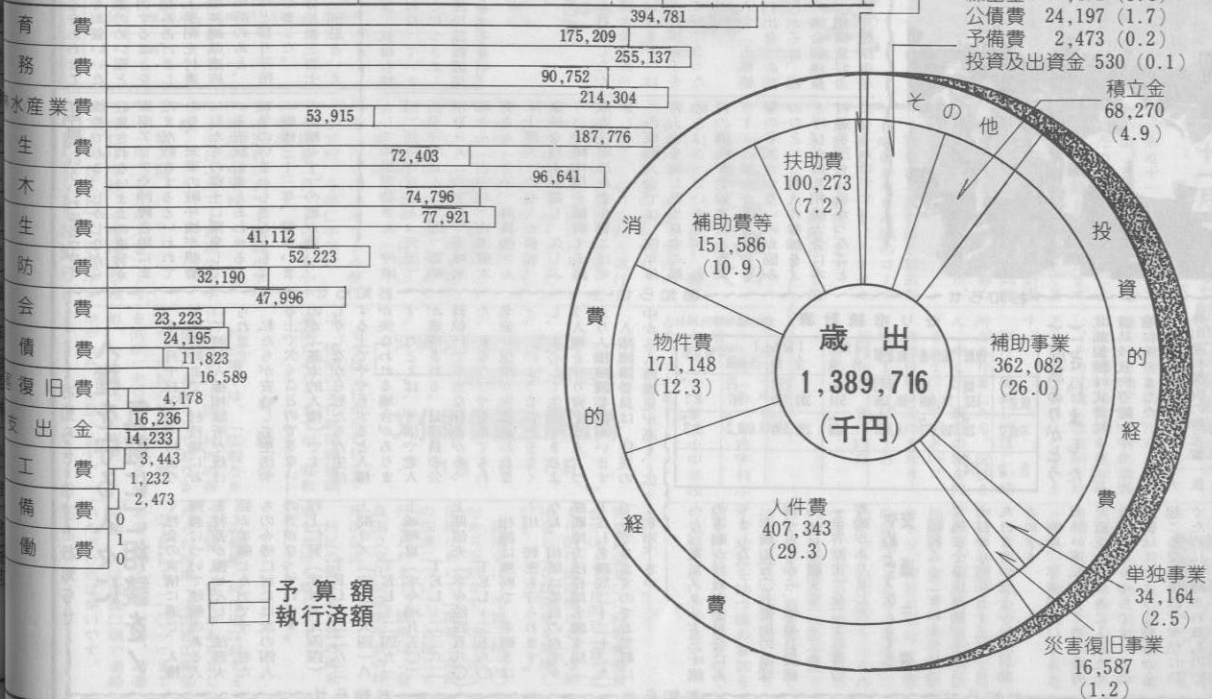 育費
394,781
175,209
務費
255,137
90,752
水産業費
214,304
53,915
生費
187,776
72,403
木費
96,641
74,796
生費
77,921
41,112
防費
52,223
32,190
会費
47,996
23,223
債費
24,195
11,823
害復旧費
16,589
4,178
支出金
16,236
14,233
工費
3,443
1,232
備費
2,473
0
働費
1
0
予算額
執行済額
公債費 24,197 (1.7)
予備費 2,473 (0.2)
投資及出資金 530 (0.1)
積立金
68,270
(4.9)
その他
扶助費
100,273
(7.2)
補助費等
151,586
(10.9)
物件費
171,148
(12.3)
人件費
407,343
(29.3)
消費的経費
歳出
1,389,716
(千円)
補助事業
362,082
(26.0)
投資的経費
単独事業
34,164
(2.5)
災害復旧事業
16,587
(1.2)